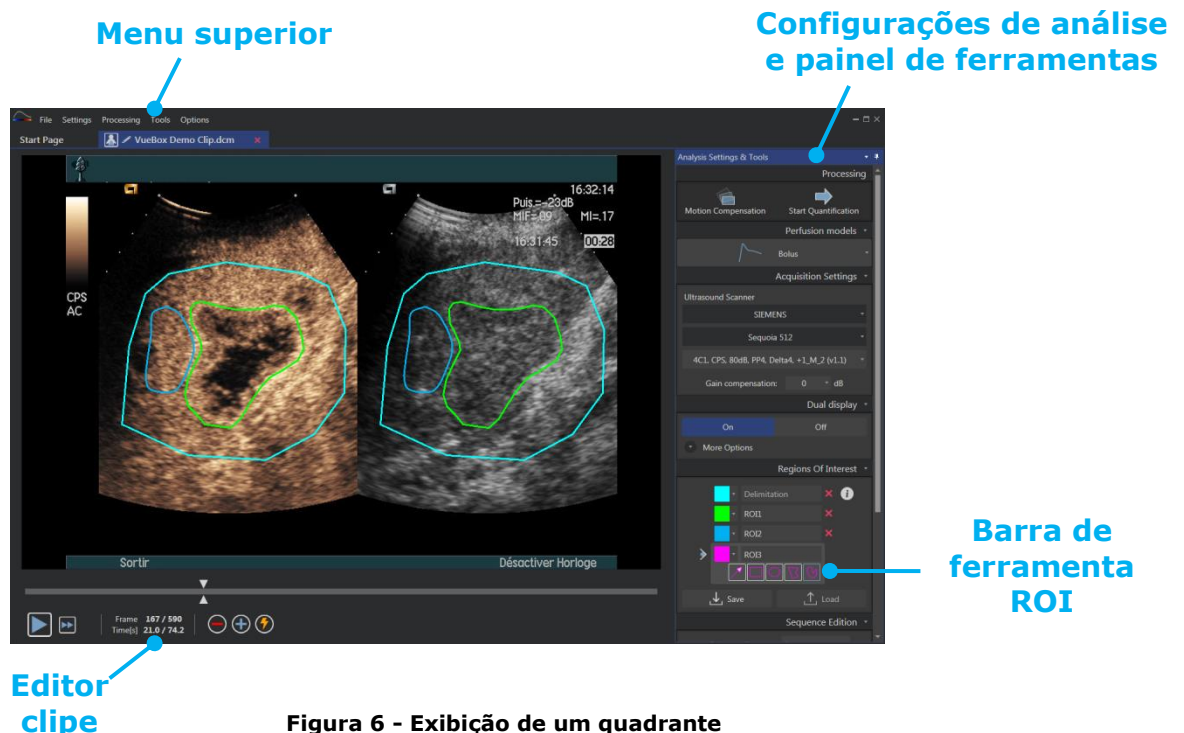 Menu superior
Configurações de análise
e painel de ferramentas
File Settings Processing Tools Options
Start Page VueBox Demo Clip.dcm
Analysis Settings & Tools
Processing
Motion Compensation Start Quantification
Perfusion models
Bolus
Acquisition Settings
Ultrasound Scanner
SIEMENS
Sequoia 512
4C1, CPS, 80dB, PP4, Delta4, +1_M_2 (v1.1)
Gain compensation: 0 dB
Dual display
On Off
More Options
Regions Of Interest
Delimitation
ROI1
ROI2
ROI3
Save Load
Sequence Edition
16:32:14
Puis.=-23dB
MIF=.09 MI=.17
16:31:45 00:28
CPS
AC
Sortir Désactiver Horloge
Frame 167 / 590
Time[s] 21.0 / 74.2
Barra de
ferramenta
ROI
Editor
clipe
Figura 6 - Exibição de um quadrante